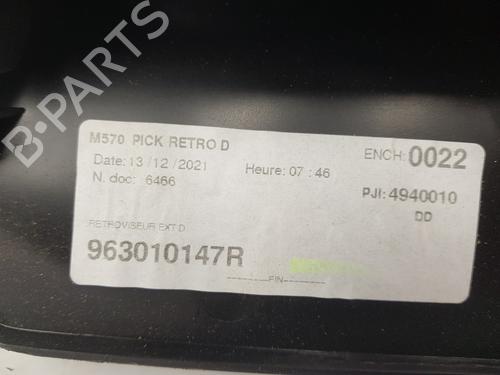 M570 PICK RETRO D
ENCH: 0022
Date: 13 / 12 / 2021
Heure: 07 : 46
N. doc: 6466
PJI: 4940010
DD
RETROVISEUR EXT D
963010147R
----------FIN----------
B-PARTS